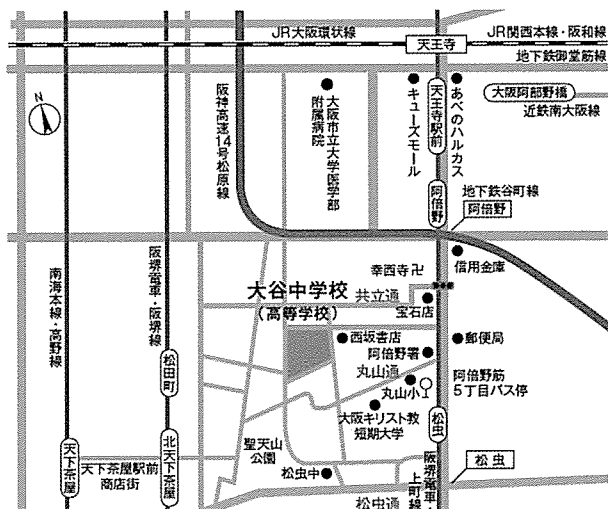 JR大阪環状線
天王寺
JR関西本線・阪和線
地下鉄御堂筋線
N
阪神高速14号松原線
大阪市立大学医学部
附属病院
キューズモール
天王寺駅前
あべのハルカス
大阪阿部野橋
近鉄南大阪線
阿倍野
地下鉄谷町線
阿倍野
南海本線・高野線
阪堺電車・阪堺線
幸西寺卍
信用金庫
大谷中学校
(高等学校)
共立通
宝石店
西坂書店
郵便局
阿倍野署
丸山通
阿倍野筋
5丁目バス停
丸山小
大阪キリスト教
短期大学
松田町
松虫
聖天山
公園
天下茶屋
天下茶屋駅前
商店街
北天下茶屋
松虫中
松虫通
阪堺電車・
上町線
松虫